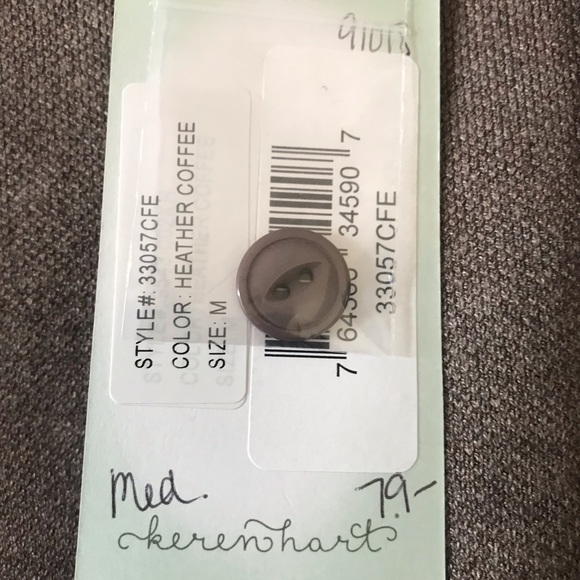 91018
STYLE#: 33057CFE
COLOR: HEATHER COFFEE
SIZE: M
34590 7
33057CFE
Med.
79-
kerenhart